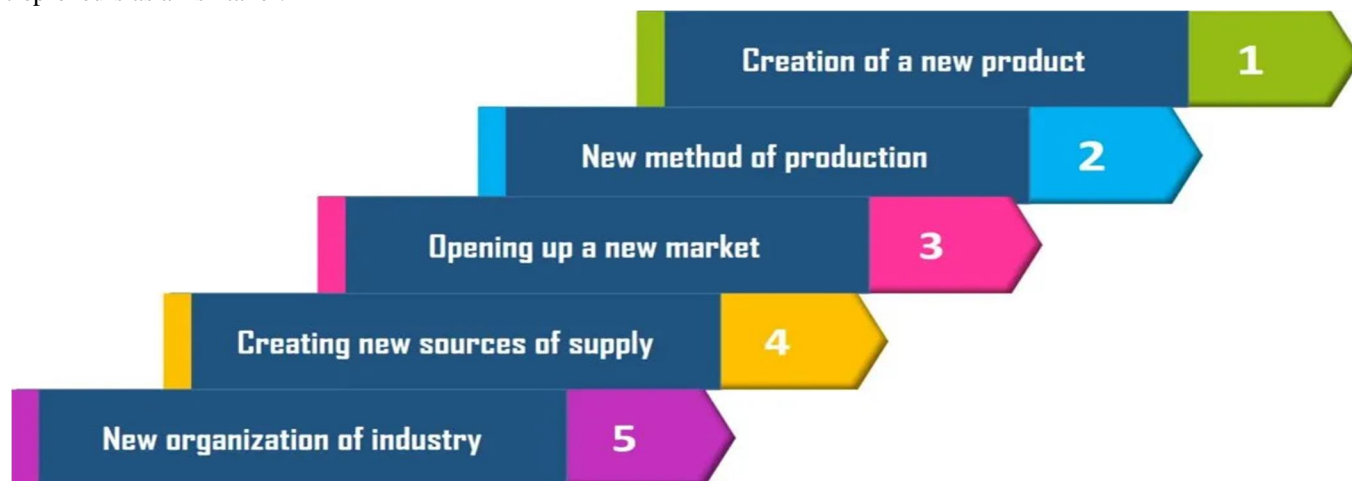 Creation of a new product 1
New method of production 2
Opening up a new market 3
Creating new sources of supply 4
New organization of industry 5